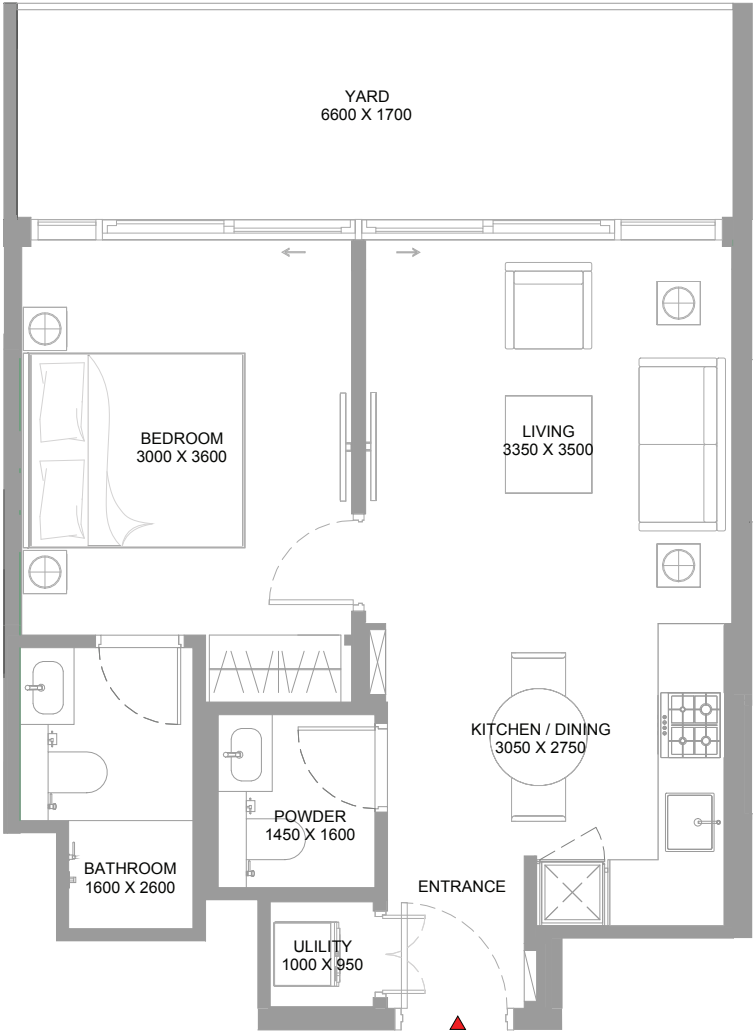 YARD
6600 X 1700
BEDROOM
3000 X 3600
LIVING
3350 X 3500
KITCHEN / DINING
3050 X 2750
POWDER
1450 X 1600
BATHROOM
1600 X 2600
ENTRANCE
ULILITY
1000 X 950